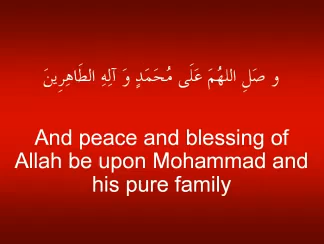 و صَلِ اللهُمَ عَلَى مُحَمَدٍ وَ آلِهِ الطَاهِرِينَ
And peace and blessing of
Allah be upon Mohammad and
his pure family